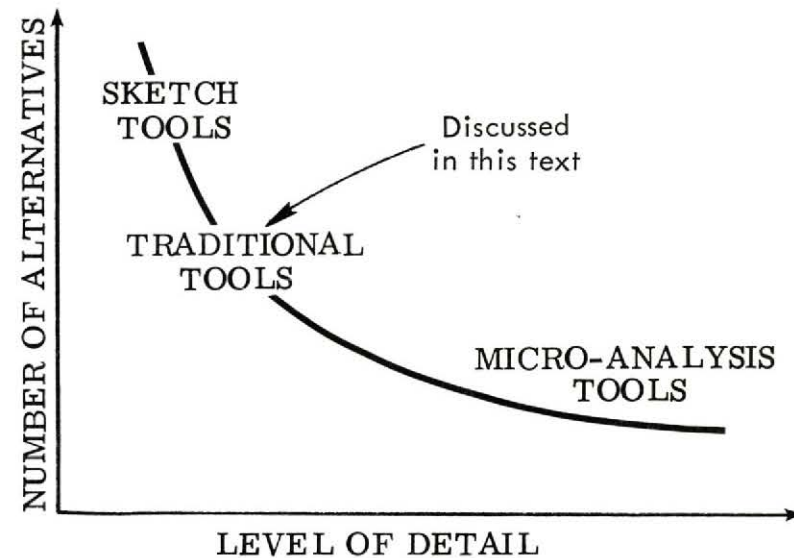 NUMBER OF ALTERNATIVES
SKETCH
TOOLS
Discussed
in this text
TRADITIONAL
TOOLS
MICRO-ANALYSIS
TOOLS
LEVEL OF DETAIL